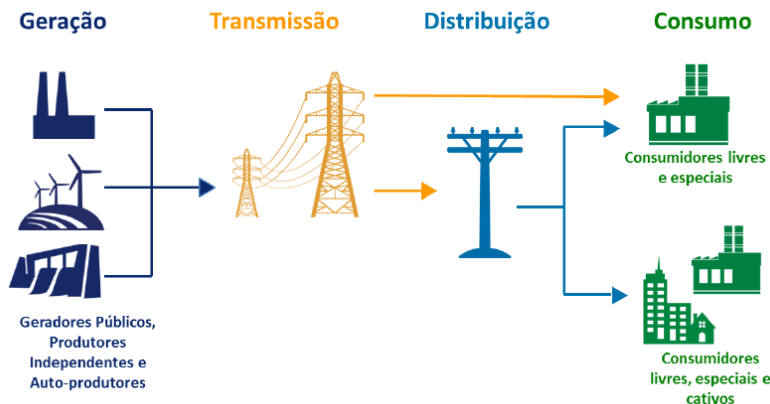 Geração
Transmissão
Distribuição
Consumo
Consumidores livres
e especiais
Geradores Públicos,
Produtores
Independentes e
Auto-produtores
Consumidores
livres, especiais e
cativos